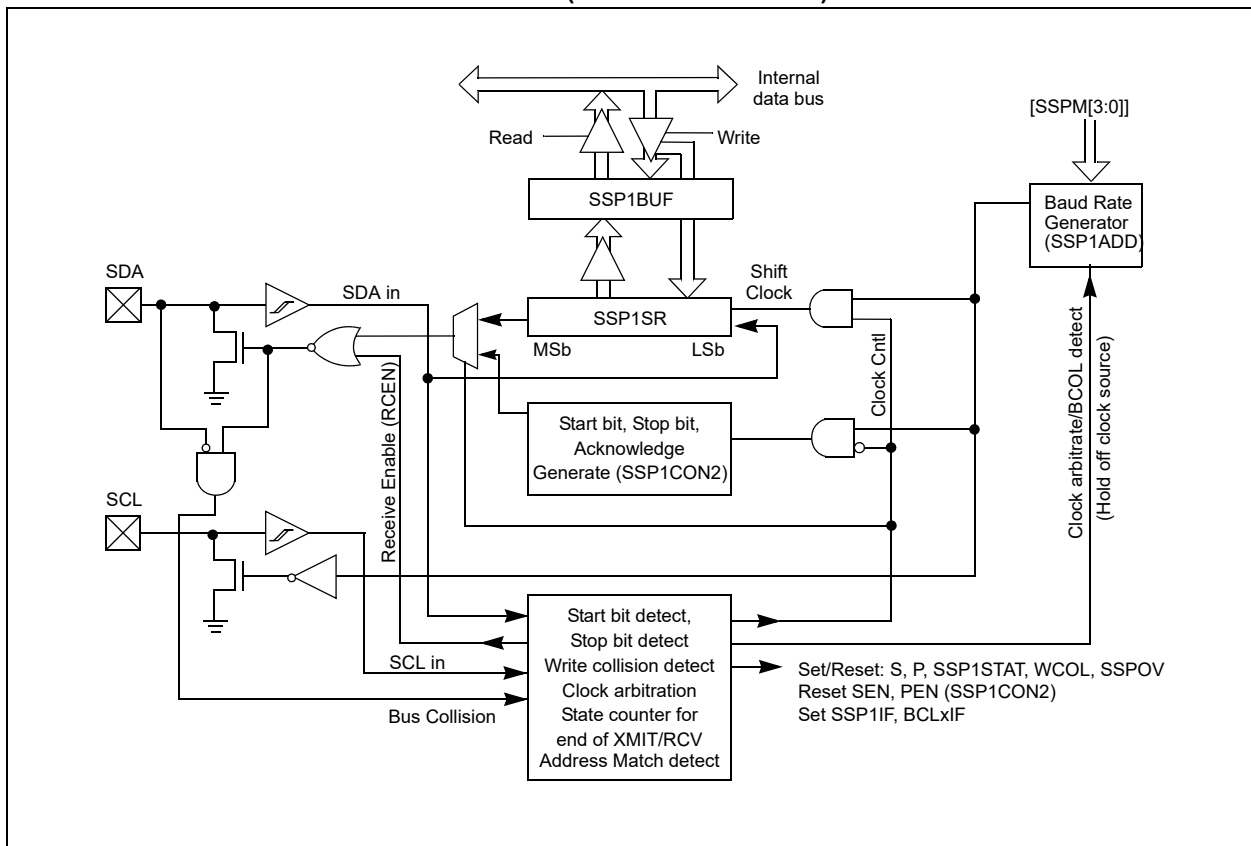 Internal
data bus
[SSPM[3:0]]
Read
Write
SSP1BUF
Baud Rate
Generator
(SSP1ADD)
SDA
SDA in
Shift
Clock
SSP1SR
MSb
LSb
Clock Cntl
Receive Enable (RCEN)
Start bit, Stop bit,
Acknowledge
Generate (SSP1CON2)
Clock arbitrate/BCOL detect
(Hold off clock source)
SCL
SCL in
Bus Collision
Start bit detect,
Stop bit detect
Write collision detect
Clock arbitration
State counter for
end of XMIT/RCV
Address Match detect
Set/Reset: S, P, SSP1STAT, WCOL, SSPOV
Reset SEN, PEN (SSP1CON2)
Set SSP1IF, BCLxIF